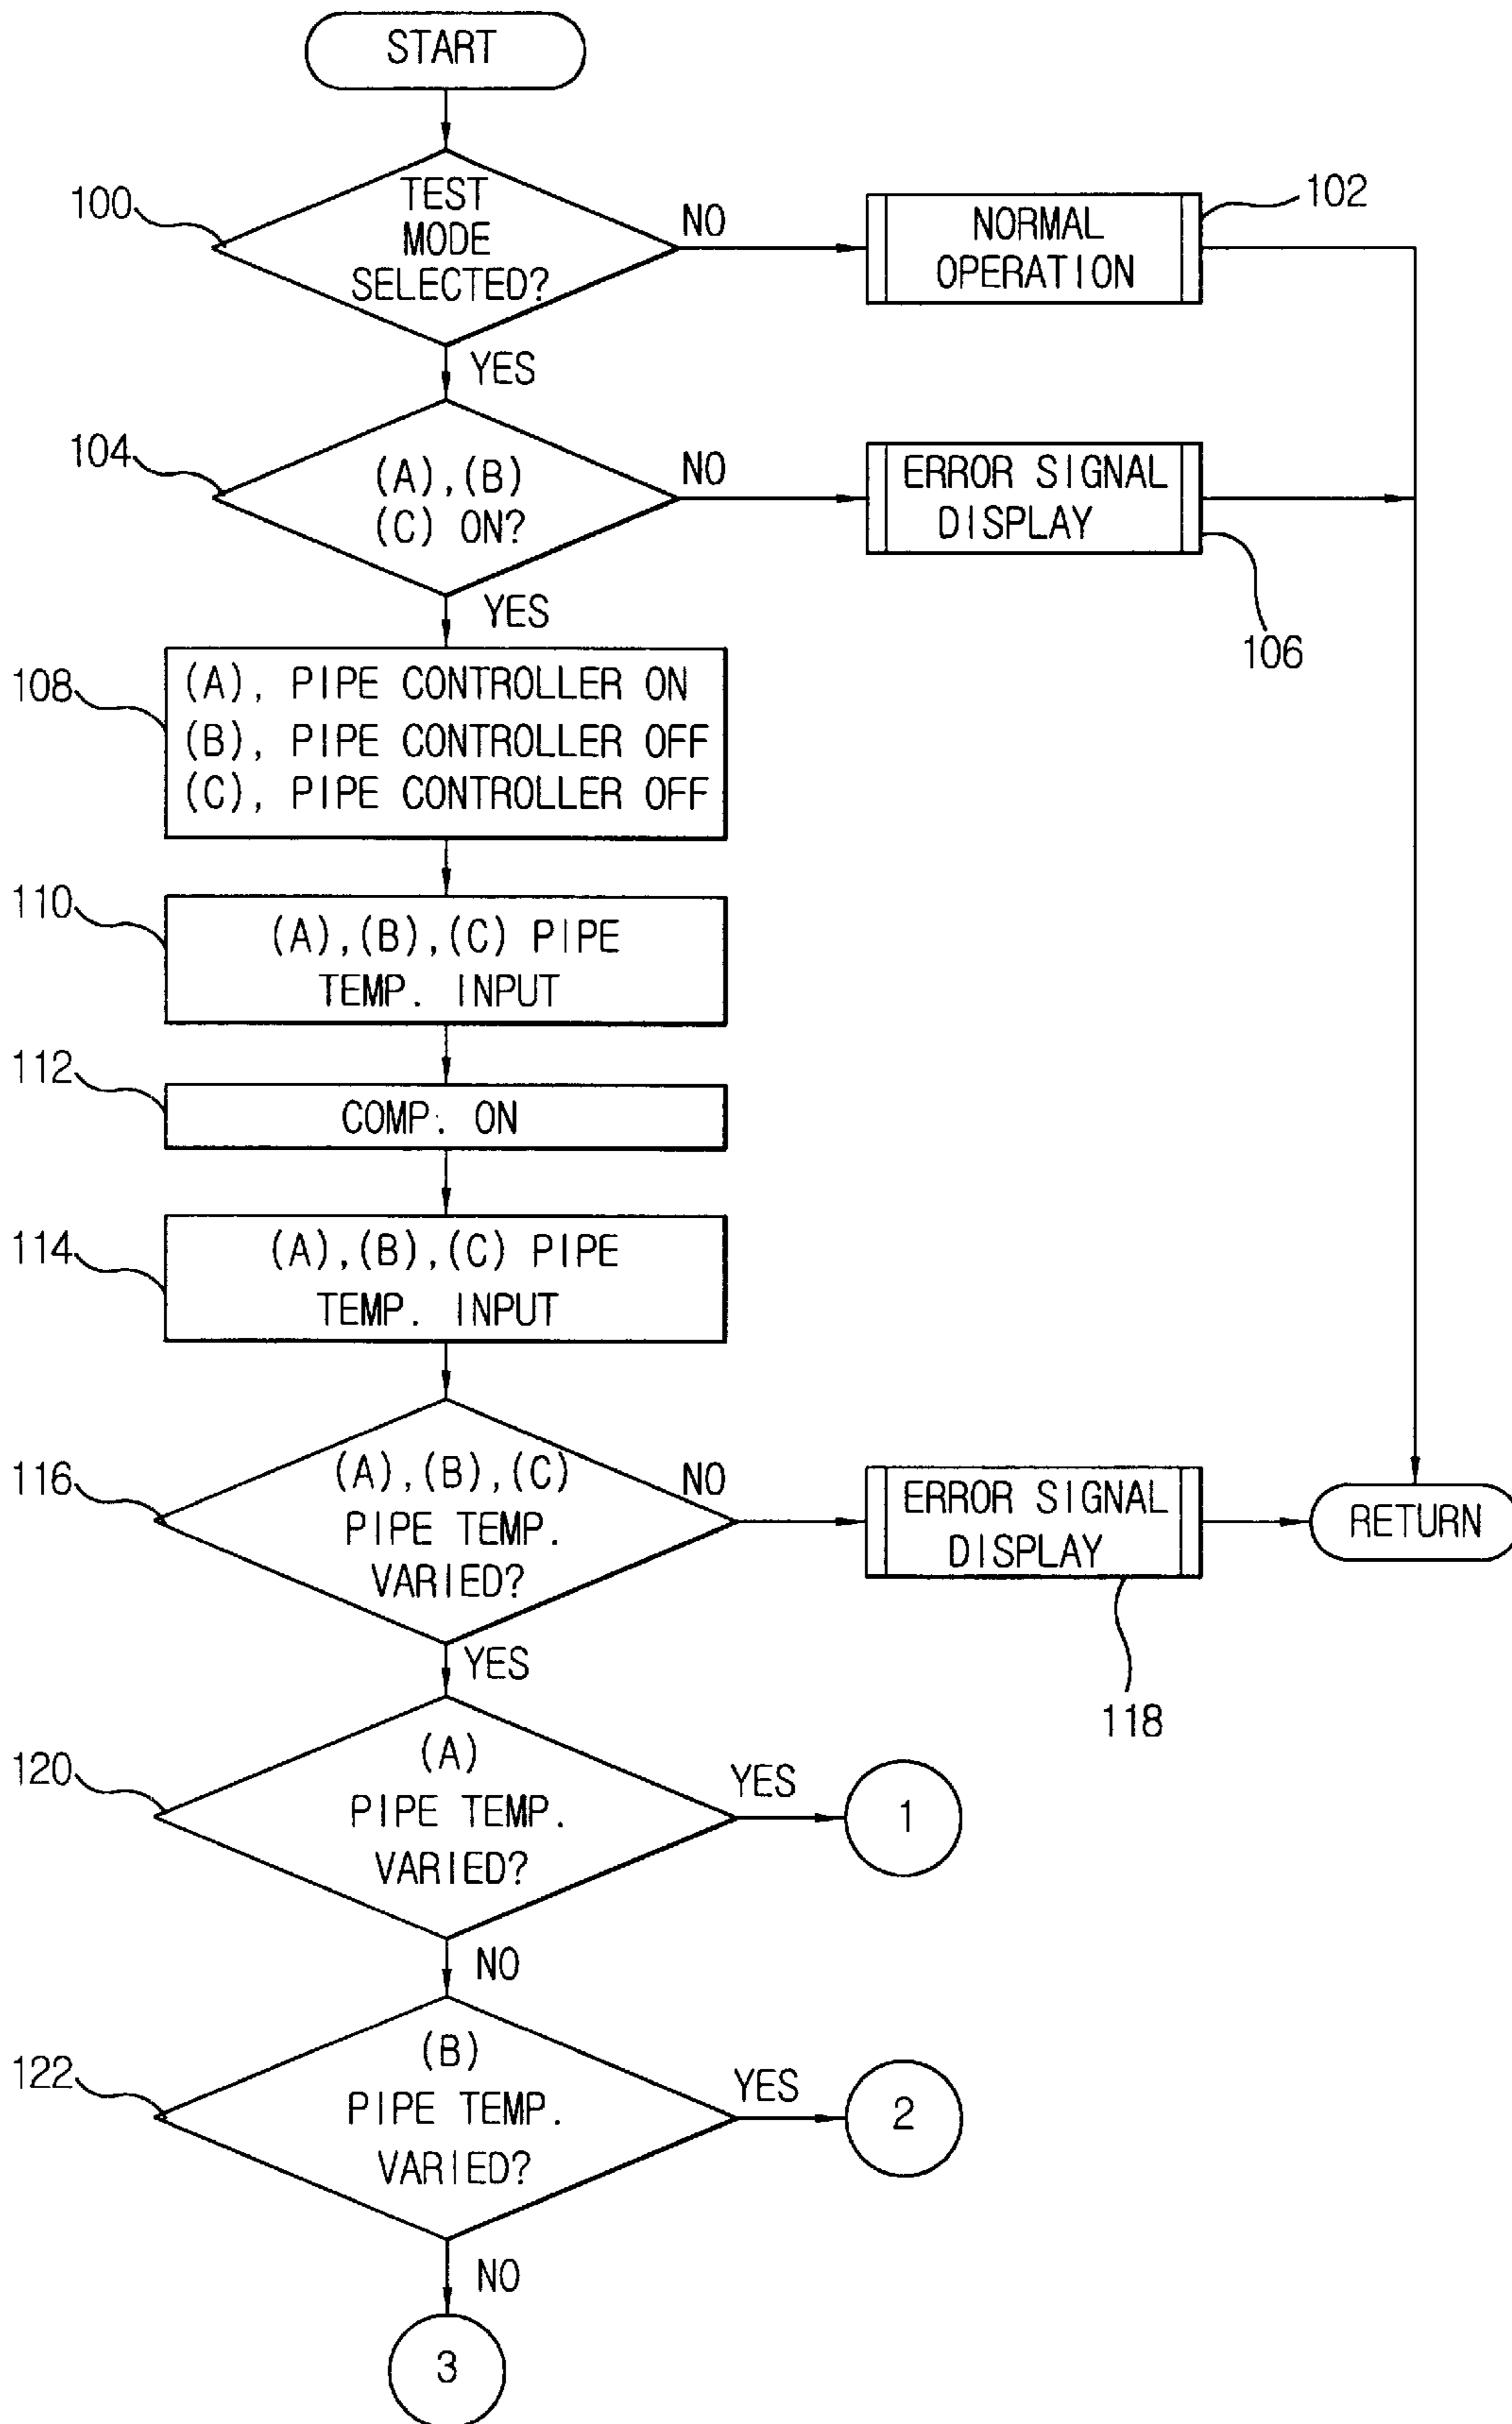 START
100
TEST
MODE
SELECTED?
NO
NORMAL
OPERATION
102
YES
104
(A),(B)
(C) ON?
NO
ERROR SIGNAL
DISPLAY
106
YES
108
(A), PIPE CONTROLLER ON
(B), PIPE CONTROLLER OFF
(C), PIPE CONTROLLER OFF
110
(A),(B),(C) PIPE
TEMP. INPUT
112
COMP. ON
114
(A),(B),(C) PIPE
TEMP. INPUT
116
(A),(B),(C)
PIPE TEMP.
VARIED?
NO
ERROR SIGNAL
DISPLAY
RETURN
118
YES
120
(A)
PIPE TEMP.
VARIED?
YES
1
NO
122
(B)
PIPE TEMP.
VARIED?
YES
2
NO
3